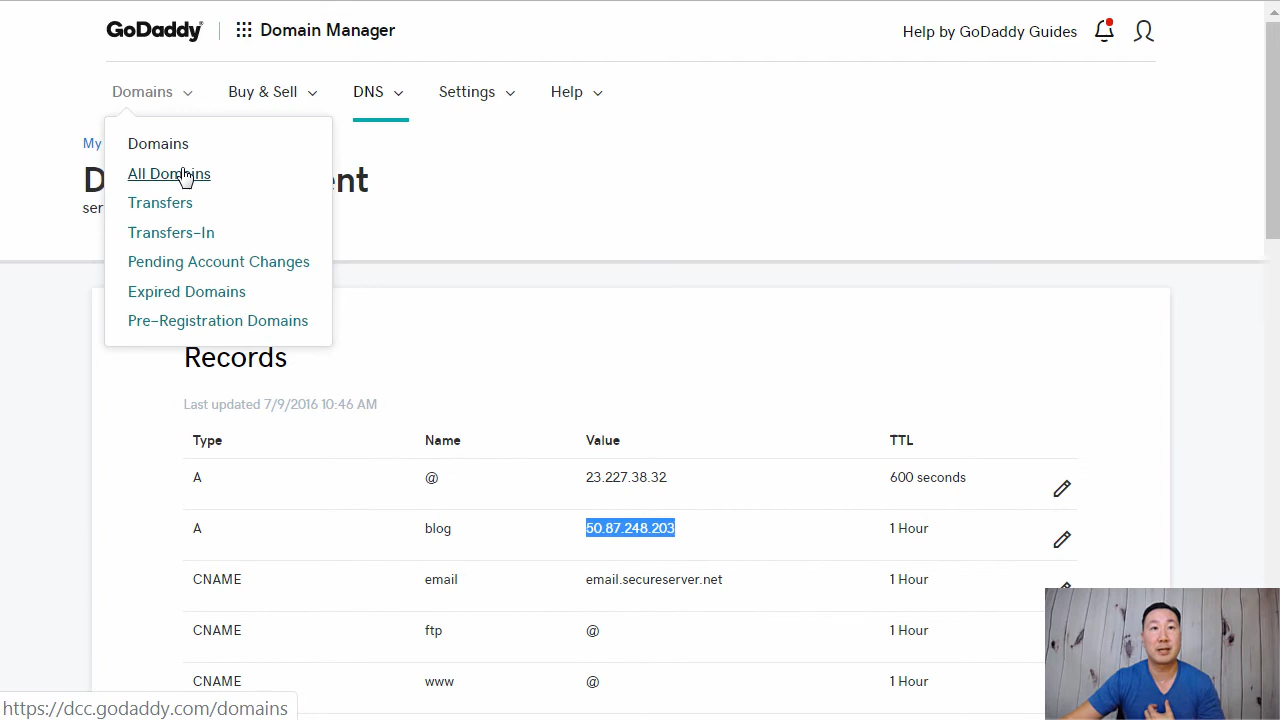 GoDaddy
Domain Manager
Help by GoDaddy Guides
Domains
Buy & Sell
DNS
Settings
Help
My
Domains
All Domains
Transfers
Transfers-In
Pending Account Changes
Expired Domains
Pre-Registration Domains
D
ent
ser
Records
Last updated 7/9/2016 10:46 AM
Type Name Value TTL
A @ 23.227.38.32 600 seconds
A blog 50.87.248.203 1 Hour
CNAME email email.secureserver.net 1 Hour
CNAME ftp @ 1 Hour
CNAME www @ 1 Hour
https://dcc.godaddy.com/domains